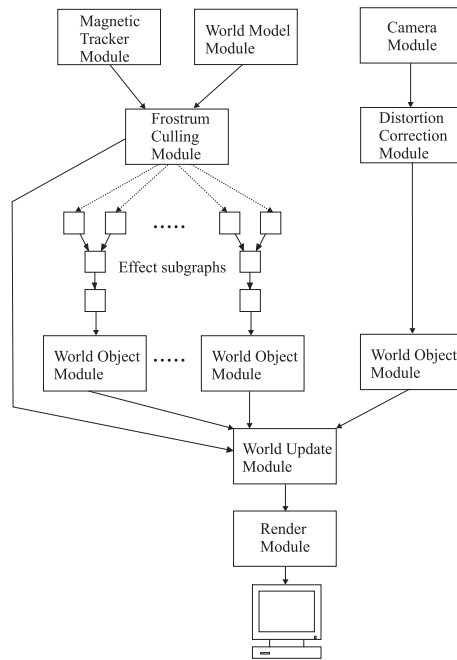 Magnetic
Tracker
Module
World Model
Module
Camera
Module
Frostrum
Culling
Module
Distortion
Correction
Module
.....
Effect subgraphs
World Object
Module
.....
World Object
Module
World Object
Module
World Update
Module
Render
Module